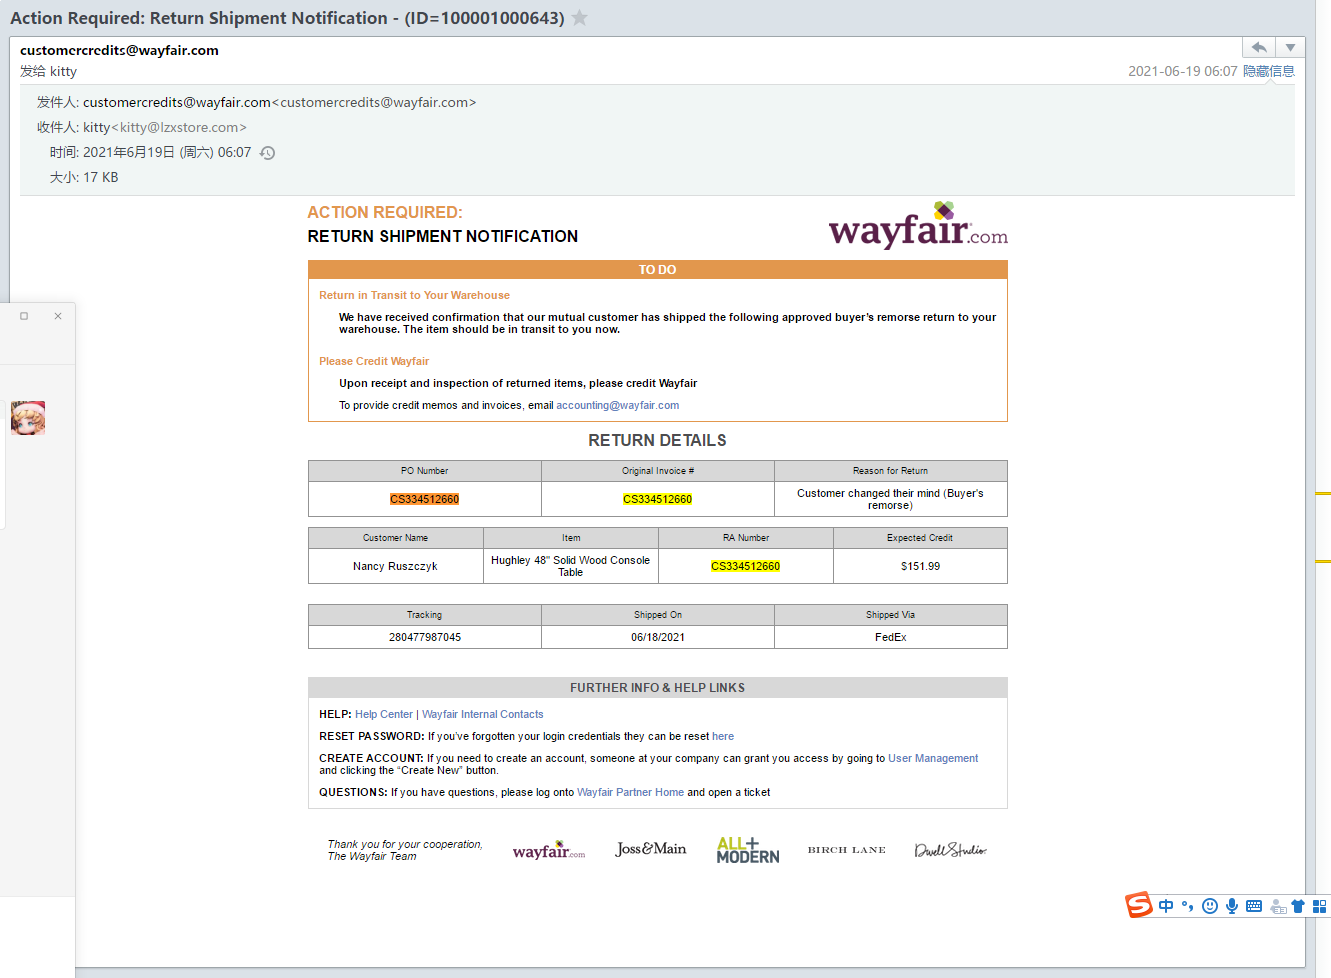 Action Required: Return Shipment Notification - (ID=100001000643)
customercredits@wayfair.com
发给 kitty
2021-06-19 06:07 隐藏信息
发件人: customercredits@wayfair.com<customercredits@wayfair.com>
收件人: kitty<kitty@lzxstore.com>
时间: 2021年6月19日 (周六) 06:07
大小: 17 KB
ACTION REQUIRED:
RETURN SHIPMENT NOTIFICATION
wayfair.com
TO DO
Return in Transit to Your Warehouse
We have received confirmation that our mutual customer has shipped the following approved buyer's remorse return to your
warehouse. The item should be in transit to you now.
Please Credit Wayfair
Upon receipt and inspection of returned items, please credit Wayfair
To provide credit memos and invoices, email accounting@wayfair.com
RETURN DETAILS
PO Number Original Invoice # Reason for Return
CS334512660 CS334512660 Customer changed their mind (Buyer's
remorse)
Customer Name Item RA Number Expected Credit
Nancy Ruszczyk Hughley 48" Solid Wood Console
Table CS334512660 $151.99
Tracking Shipped On Shipped Via
280477987045 06/18/2021 FedEx
FURTHER INFO & HELP LINKS
HELP: Help Center | Wayfair Internal Contacts
RESET PASSWORD: If you've forgotten your login credentials they can be reset here
CREATE ACCOUNT: If you need to create an account, someone at your company can grant you access by going to User Management
and clicking the “Create New” button.
QUESTIONS: If you have questions, please log onto Wayfair Partner Home and open a ticket
Thank you for your cooperation,
The Wayfair Team
wayfair.com Joss&Main ALL+
MODERN BIRCH LANE DwellStudio
S 中